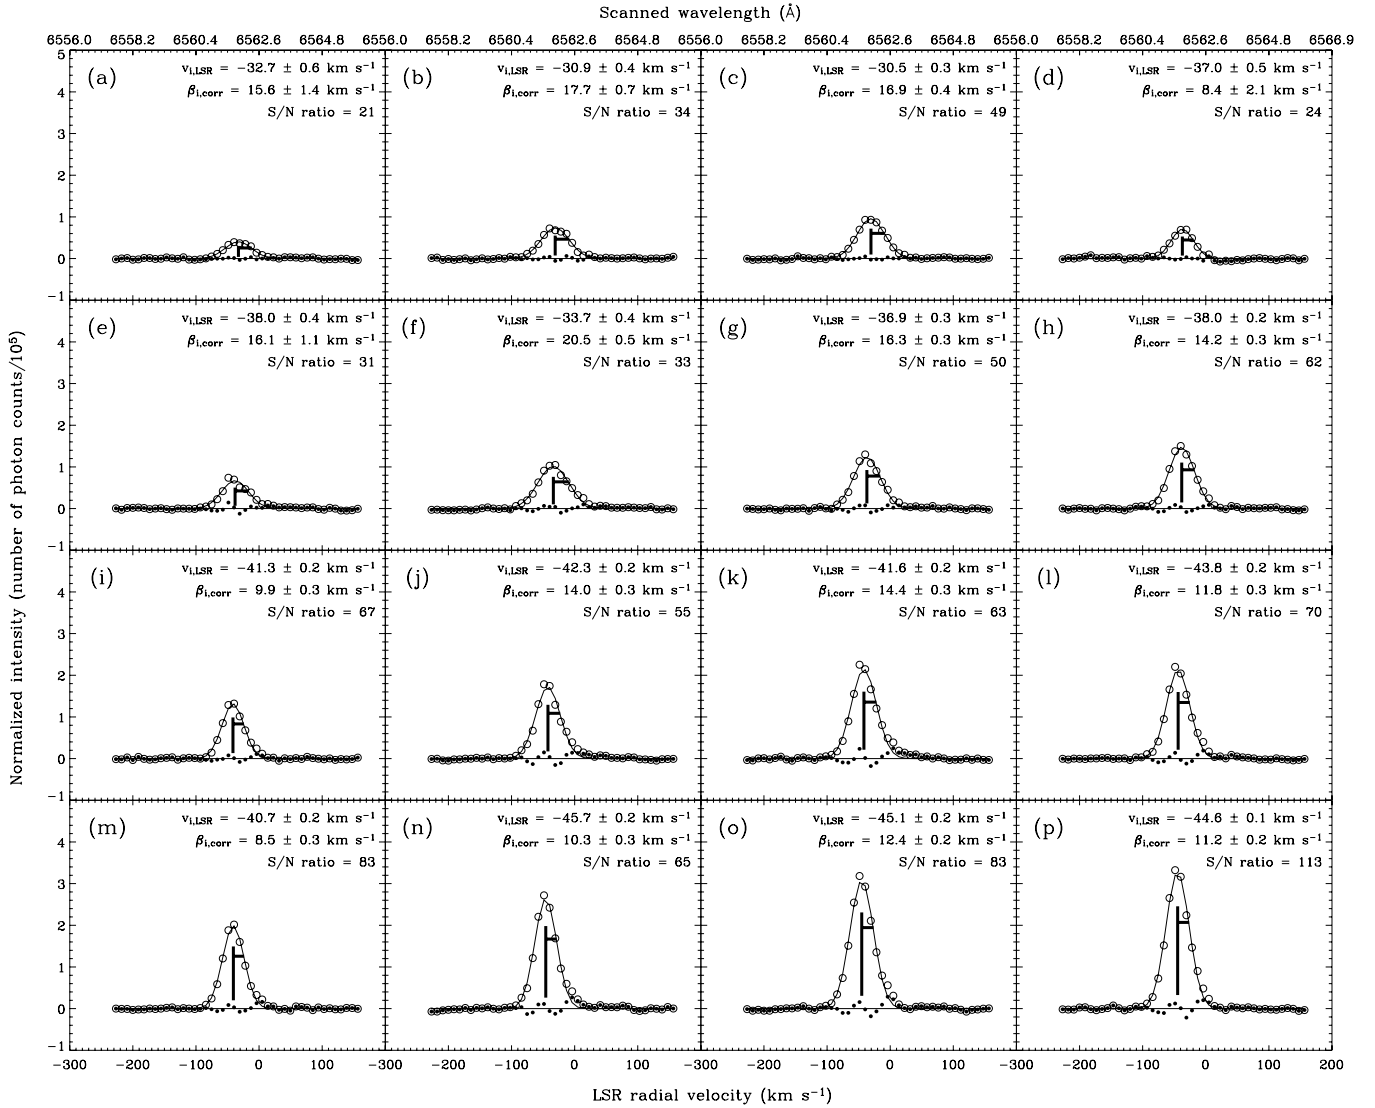 Scanned wavelength (Å)
6556.0 6558.2 6560.4 6562.6 6564.8 6556.0 6558.2 6560.4 6562.6 6564.8 6556.0 6558.2 6560.4 6562.6 6564.8 6556.0 6558.2 6560.4 6562.6 6564.8 6566.9
(a) v_i,LSR = −32.7 ± 0.6 km s⁻¹
β_i,corr = 15.6 ± 1.4 km s⁻¹
S/N ratio = 21
(b) v_i,LSR = −30.9 ± 0.4 km s⁻¹
β_i,corr = 17.7 ± 0.7 km s⁻¹
S/N ratio = 34
(c) v_i,LSR = −30.5 ± 0.3 km s⁻¹
β_i,corr = 16.9 ± 0.4 km s⁻¹
S/N ratio = 49
(d) v_i,LSR = −37.0 ± 0.5 km s⁻¹
β_i,corr = 8.4 ± 2.1 km s⁻¹
S/N ratio = 24
5
4
3
2
1
0
−1
(e) v_i,LSR = −38.0 ± 0.4 km s⁻¹
β_i,corr = 16.1 ± 1.1 km s⁻¹
S/N ratio = 31
(f) v_i,LSR = −33.7 ± 0.4 km s⁻¹
β_i,corr = 20.5 ± 0.5 km s⁻¹
S/N ratio = 33
(g) v_i,LSR = −36.9 ± 0.3 km s⁻¹
β_i,corr = 16.3 ± 0.3 km s⁻¹
S/N ratio = 50
(h) v_i,LSR = −38.0 ± 0.2 km s⁻¹
β_i,corr = 14.2 ± 0.3 km s⁻¹
S/N ratio = 62
4
3
2
1
0
−1
(i) v_i,LSR = −41.3 ± 0.2 km s⁻¹
β_i,corr = 9.9 ± 0.3 km s⁻¹
S/N ratio = 67
(j) v_i,LSR = −42.3 ± 0.2 km s⁻¹
β_i,corr = 14.0 ± 0.3 km s⁻¹
S/N ratio = 55
(k) v_i,LSR = −41.6 ± 0.2 km s⁻¹
β_i,corr = 14.4 ± 0.3 km s⁻¹
S/N ratio = 63
(l) v_i,LSR = −43.8 ± 0.2 km s⁻¹
β_i,corr = 11.8 ± 0.3 km s⁻¹
S/N ratio = 70
4
3
2
1
0
−1
(m) v_i,LSR = −40.7 ± 0.2 km s⁻¹
β_i,corr = 8.5 ± 0.3 km s⁻¹
S/N ratio = 83
(n) v_i,LSR = −45.7 ± 0.2 km s⁻¹
β_i,corr = 10.3 ± 0.3 km s⁻¹
S/N ratio = 65
(o) v_i,LSR = −45.1 ± 0.2 km s⁻¹
β_i,corr = 12.4 ± 0.2 km s⁻¹
S/N ratio = 83
(p) v_i,LSR = −44.6 ± 0.1 km s⁻¹
β_i,corr = 11.2 ± 0.2 km s⁻¹
S/N ratio = 113
4
3
2
1
0
−1
Normalized intensity (number of photon counts/10⁵)
−300 −200 −100 0 100 −300 −200 −100 0 100 −300 −200 −100 0 100 −300 −200 −100 0 100 200
LSR radial velocity (km s⁻¹)